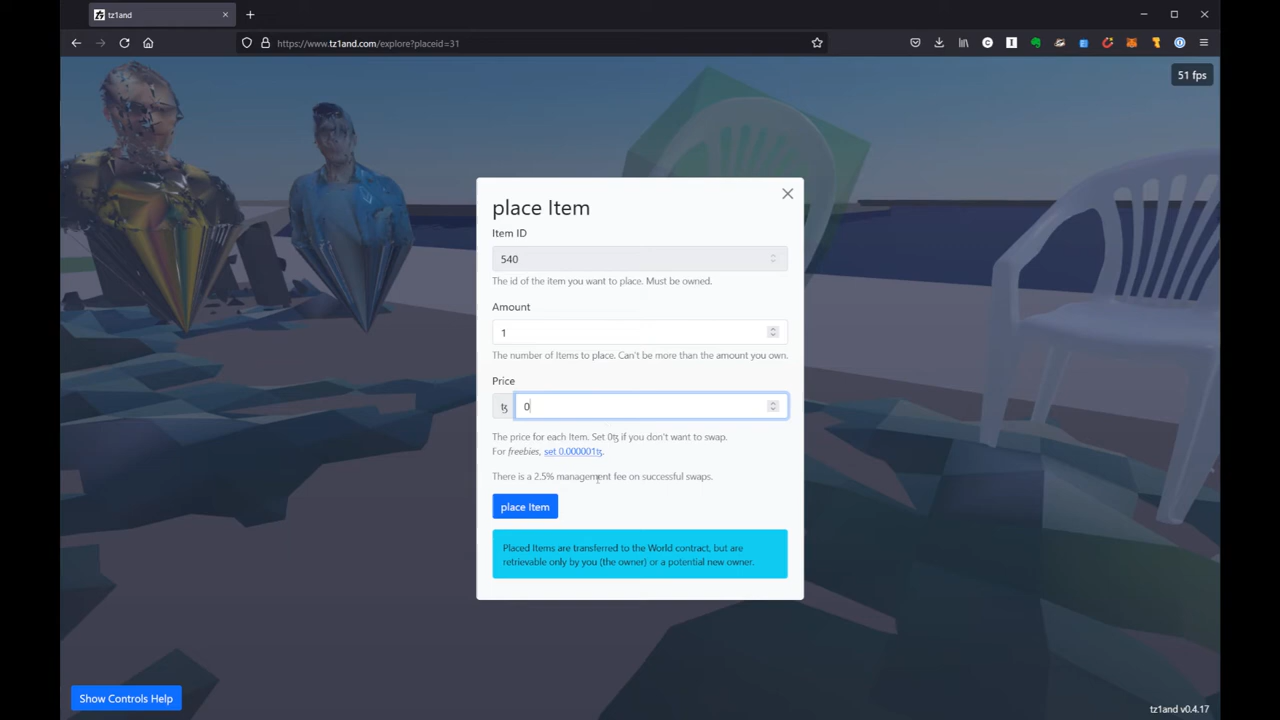 tz1and
https://www.tz1and.com/explore?placeid=31
51 fps
place Item
Item ID
540
The id of the item you want to place. Must be owned.
Amount
1
The number of Items to place. Can't be more than the amount you own.
Price
ꜩ 0
The price for each Item. Set 0ꜩ if you don't want to swap.
For freebies, set 0.000001ꜩ.
There is a 2.5% management fee on successful swaps.
place Item
Placed Items are transferred to the World contract, but are
retrievable only by you (the owner) or a potential new owner.
Show Controls Help
tz1and v0.4.17